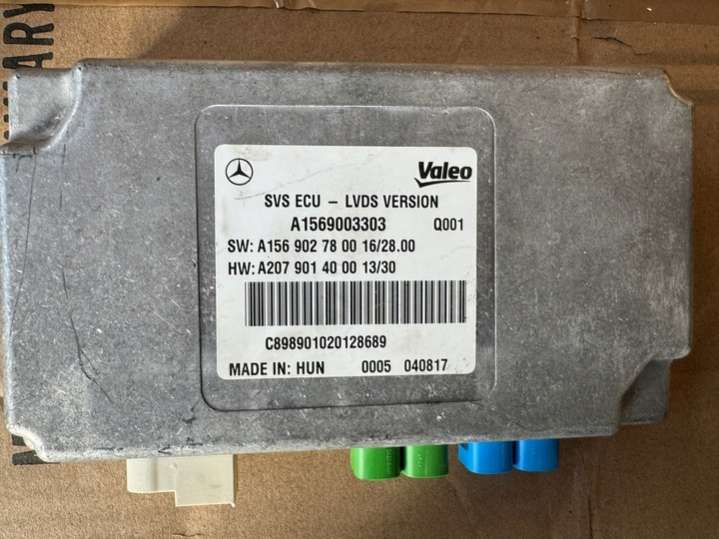 Valeo
SVS ECU – LVDS VERSION
A1569003303 Q001
SW: A156 902 78 00 16/28.00
HW: A207 901 40 00 13/30
C898901020128689
MADE IN: HUN 0005 040817